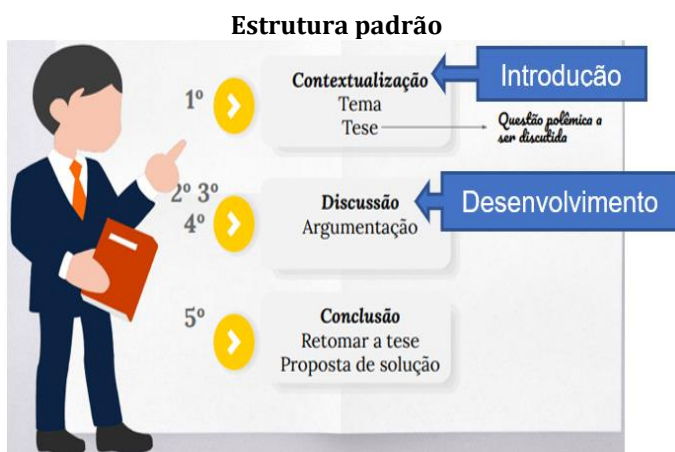 Estrutura padrão
1º
Contextualização
Tema
Tese
Introdução
Questão polêmica a
ser discutida
2º 3º
4º
Discussão
Argumentação
Desenvolvimento
5º
Conclusão
Retomar a tese
Proposta de solução